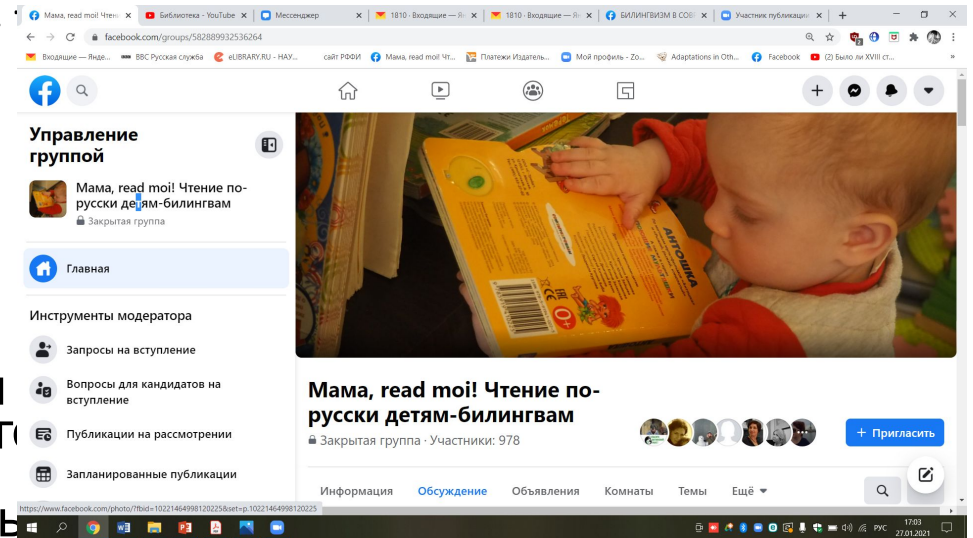 Мама, read moi! Чтени
Библиотека - YouTube
Мессенджер
1810 · Входящие — Ян
1810 · Входящие — Ян
БИЛИНГВИЗМ В СОВ
Участник публикации
facebook.com/groups/582889932536264
Входящие — Янде...
BBC Русская служба
eLIBRARY.RU - НАУ...
сайт РФФИ
Мама, read moi! Чт...
Платежи Издатель...
Мой профиль - Zo...
Adaptations in Oth...
Facebook
(2) Было ли XVIII ст...
Управление
группой
Мама, read moi! Чтение по-
русски детям-билингвам
Закрытая группа
Главная
Инструменты модератора
Запросы на вступление
Вопросы для кандидатов на
вступление
Публикации на рассмотрении
Запланированные публикации
АНТОШКА
EAC
0+
Мама, read moi! Чтение по-
русски детям-билингвам
Закрытая группа · Участники: 978
+ Пригласить
Информация
Обсуждение
Объявления
Комнаты
Темы
Ещё
https://www.facebook.com/photo/?fbid=10221464998120225&set=p.10221464998120225
РУС
17:03
27.01.2021